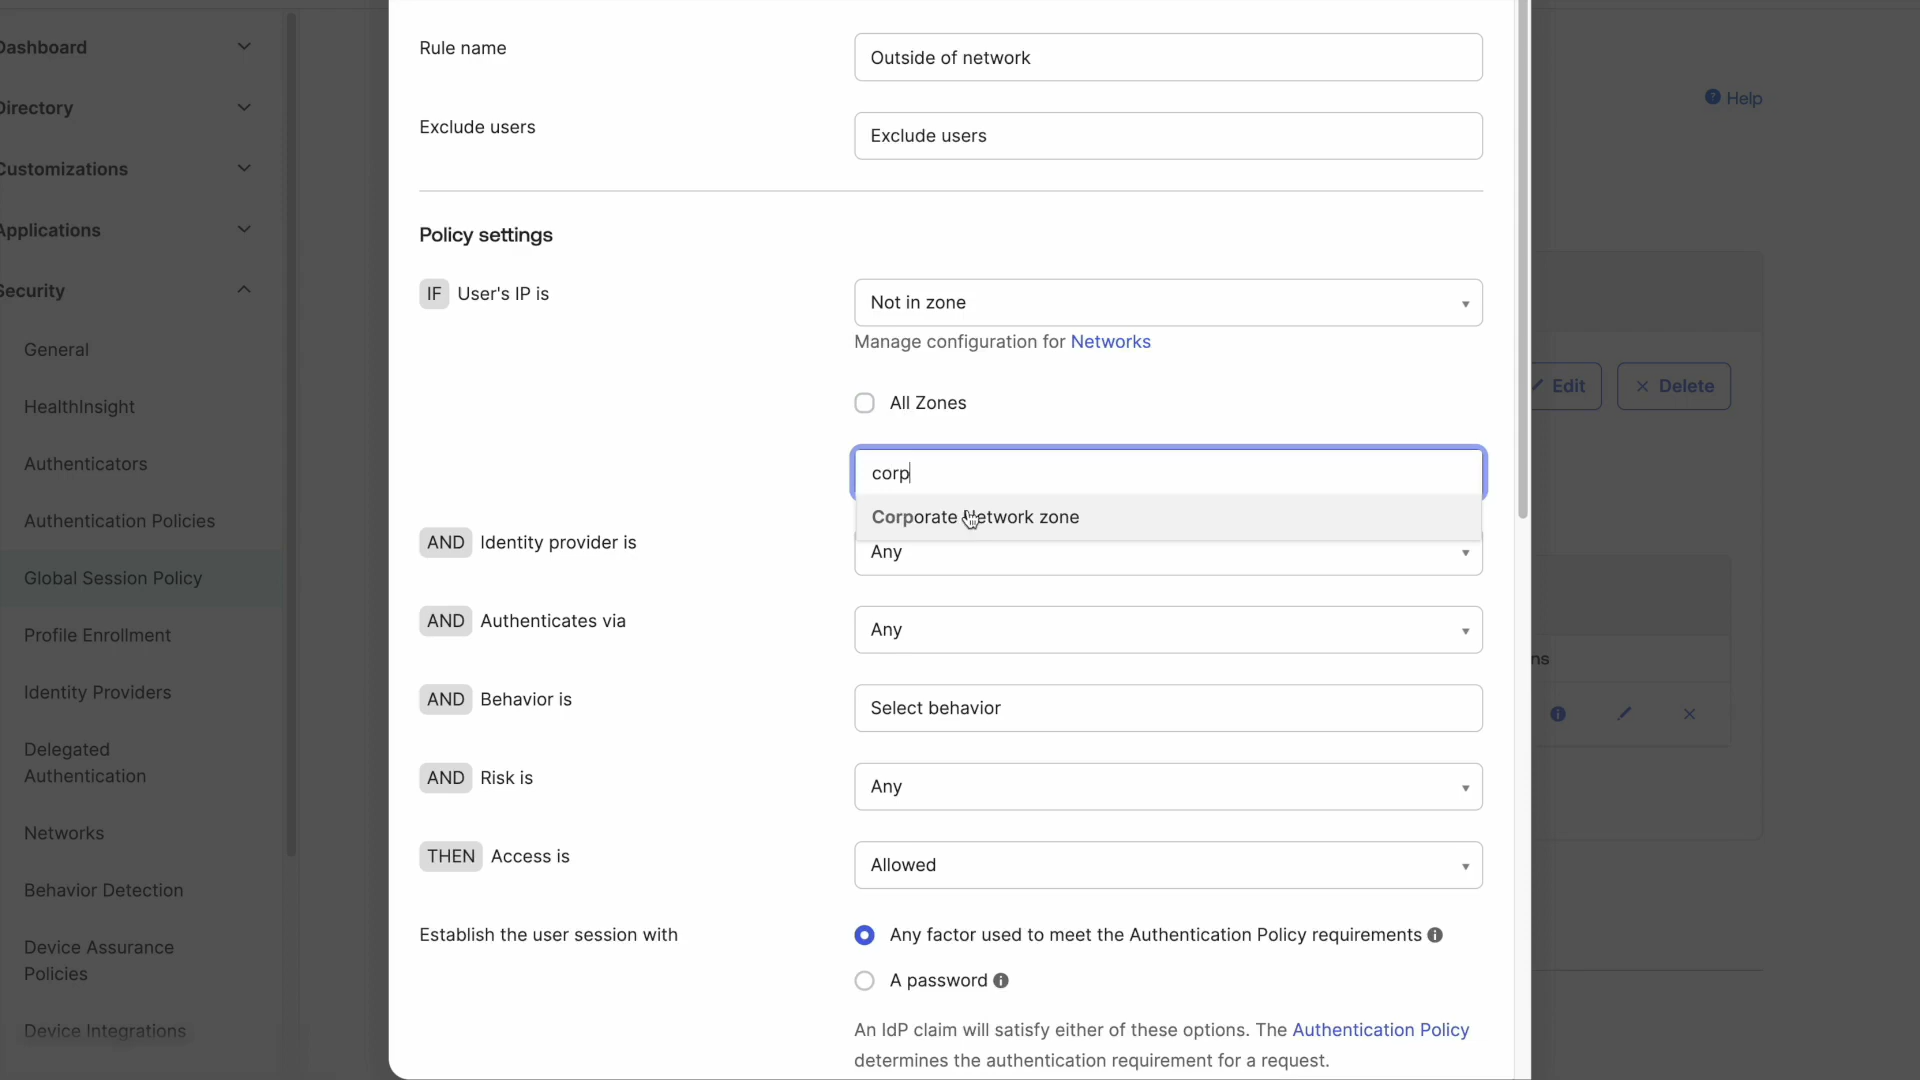 Dashboard
Directory
Customizations
Applications
Security
General
HealthInsight
Authenticators
Authentication Policies
Global Session Policy
Profile Enrollment
Identity Providers
Delegated
Authentication
Networks
Behavior Detection
Device Assurance
Policies
Device Integrations
Rule name
Outside of network
Exclude users
Exclude users
Policy settings
IF User's IP is
Not in zone
Manage configuration for Networks
All Zones
corp
Corporate Network zone
AND Identity provider is
Any
AND Authenticates via
Any
AND Behavior is
Select behavior
AND Risk is
Any
THEN Access is
Allowed
Establish the user session with
Any factor used to meet the Authentication Policy requirements
A password
An IdP claim will satisfy either of these options. The Authentication Policy
determines the authentication requirement for a request.
Help
Edit
Delete
ns